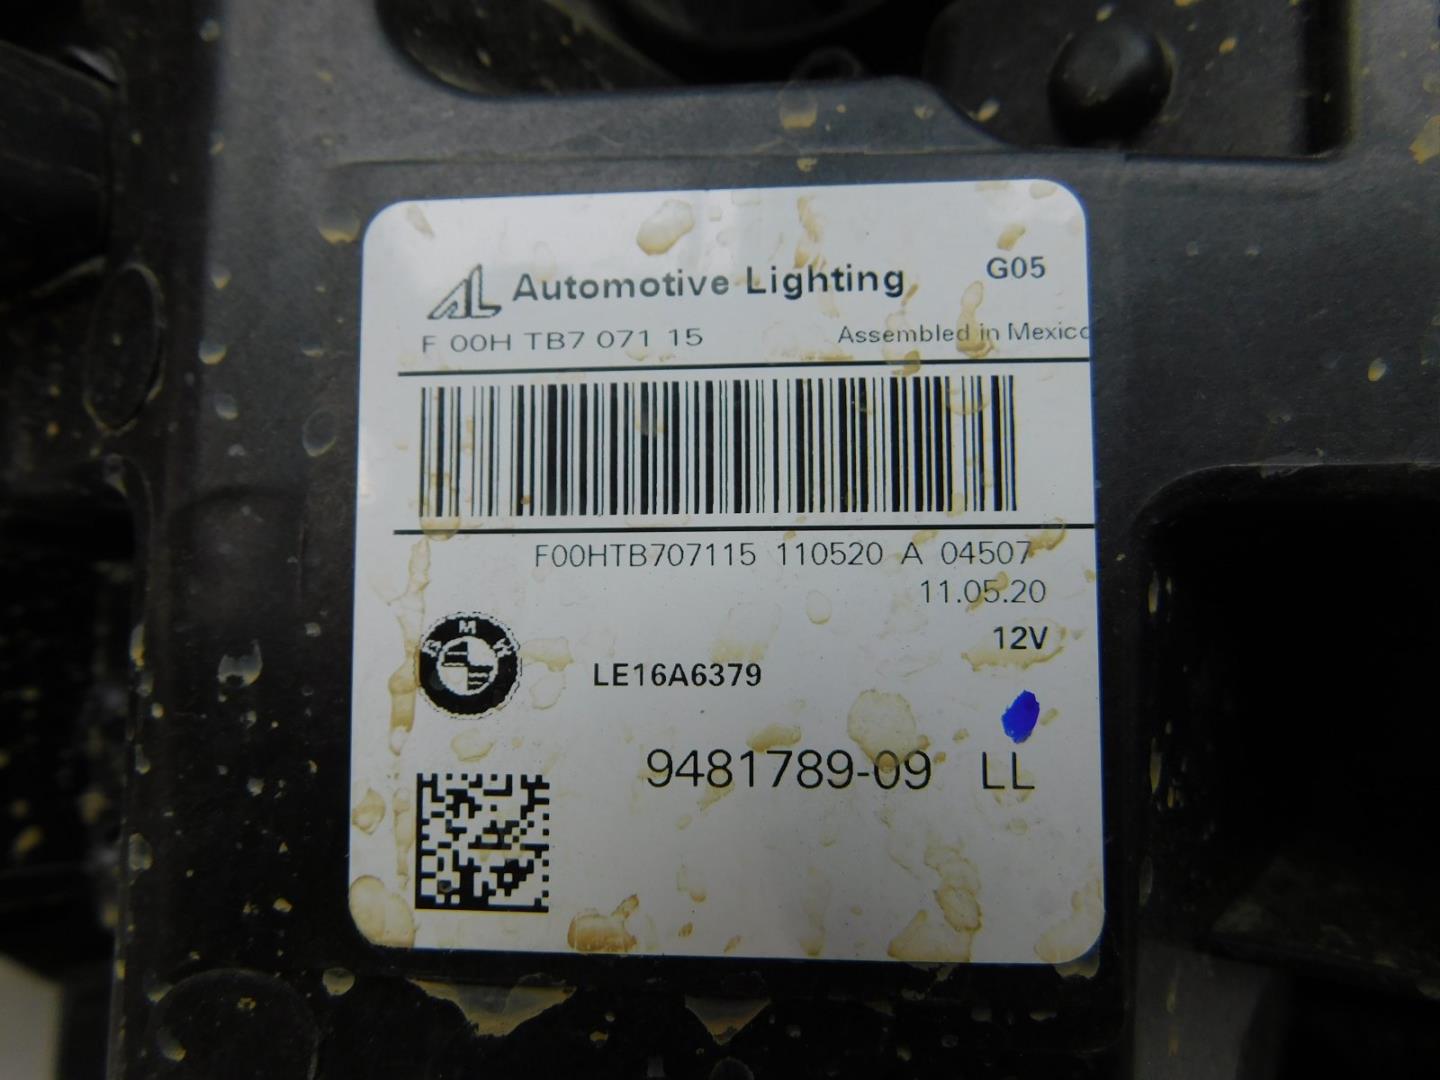 AL Automotive Lighting
G05
F 00H TB7 071 15
Assembled in Mexico
F00HTB707115 110520 A 04507
11.05.20
12V
BMW
LE16A6379
9481789-09 LL